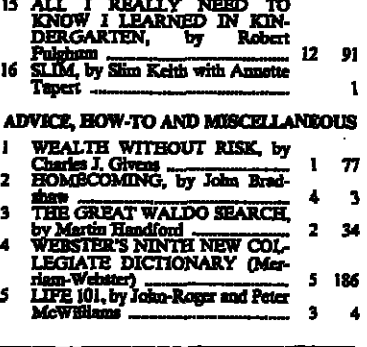 15 ALL I REALLY NEED TO
KNOW I LEARNED IN KIN-
DERGARTEN, by Robert
Fulghum 12 91
16 SLIM, by Slim Keith with Annette
Tapert 1
ADVICE, HOW-TO AND MISCELLANEOUS
1 WEALTH WITHOUT RISK, by
Charles J. Givens 1 77
2 HOMECOMING, by John Brad-
shaw 4 3
3 THE GREAT WALDO SEARCH,
by Martin Handford 2 34
4 WEBSTER'S NINTH NEW COL-
LEGIATE DICTIONARY (Mer-
riam-Webster) 5 186
5 LIFE 101, by John-Roger and Peter
McWilliams 3 4